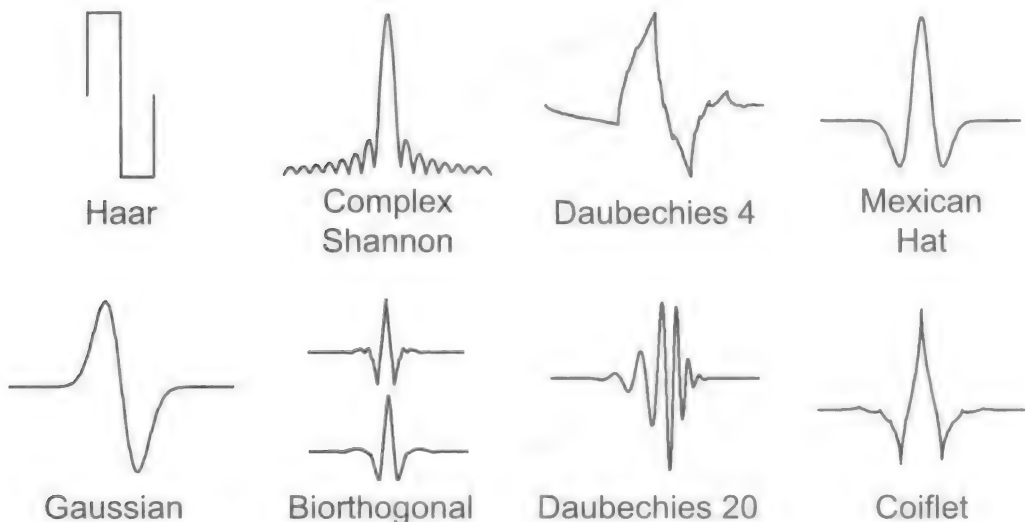 Haar
Complex
Shannon
Daubechies 4
Mexican
Hat
Gaussian
Biorthogonal
Daubechies 20
Coiflet